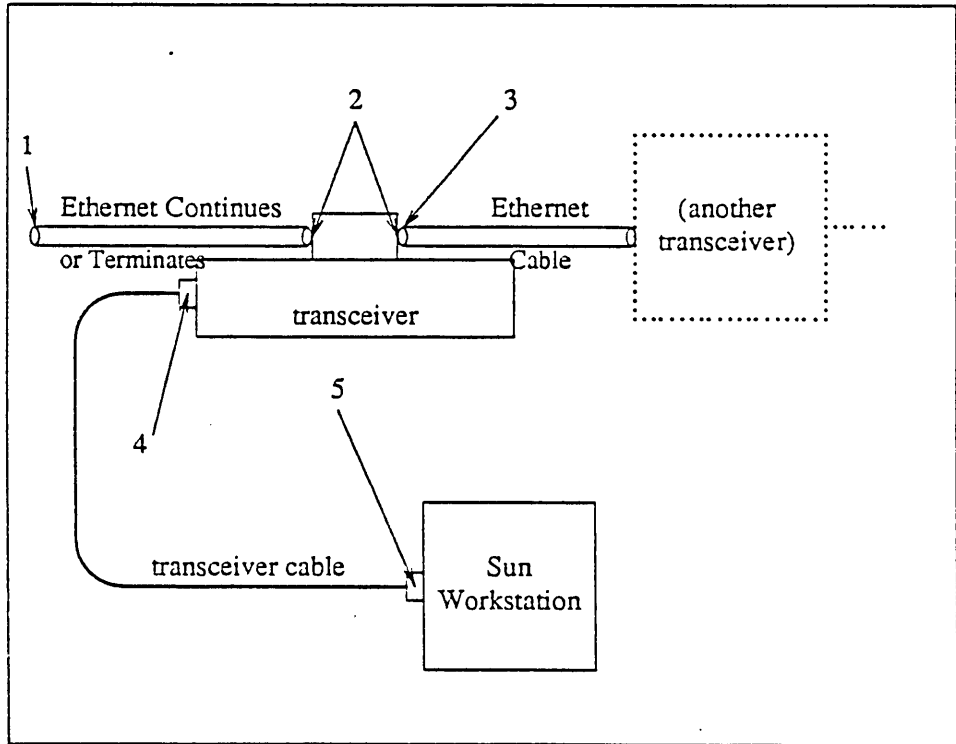 2
3
1
Ethernet Continues
Ethernet
(another
transceiver)
or Terminates
Cable
transceiver
5
4
transceiver cable
Sun
Workstation